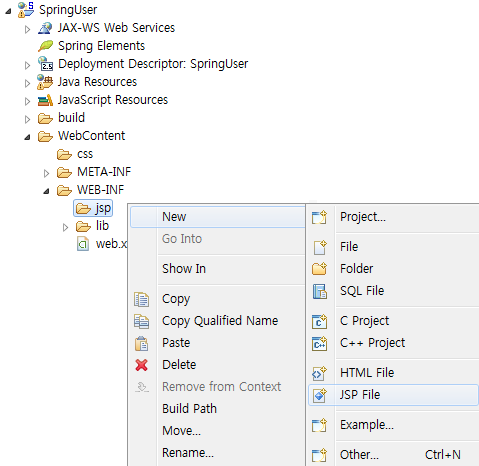 SpringUser
JAX-WS Web Services
Spring Elements
Deployment Descriptor: SpringUser
Java Resources
JavaScript Resources
build
WebContent
css
META-INF
WEB-INF
jsp
lib
web.x
New
Go Into
Show In
Copy
Copy Qualified Name
Paste
Delete
Remove from Context
Build Path
Move...
Rename...
Project...
File
Folder
SQL File
C Project
C++ Project
HTML File
JSP File
Example...
Other... Ctrl+N